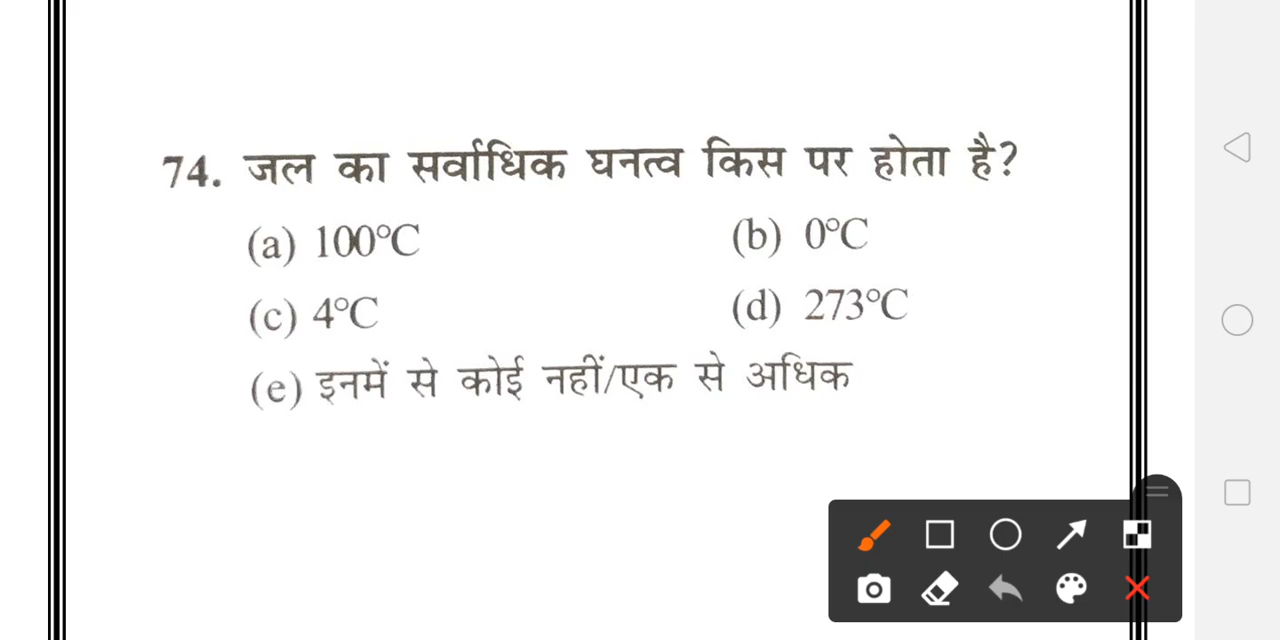 74. जल का सर्वाधिक घनत्व किस पर होता है?
(a) 100°C (b) 0°C
(c) 4°C (d) 273°C
(e) इनमें से कोई नहीं/एक से अधिक